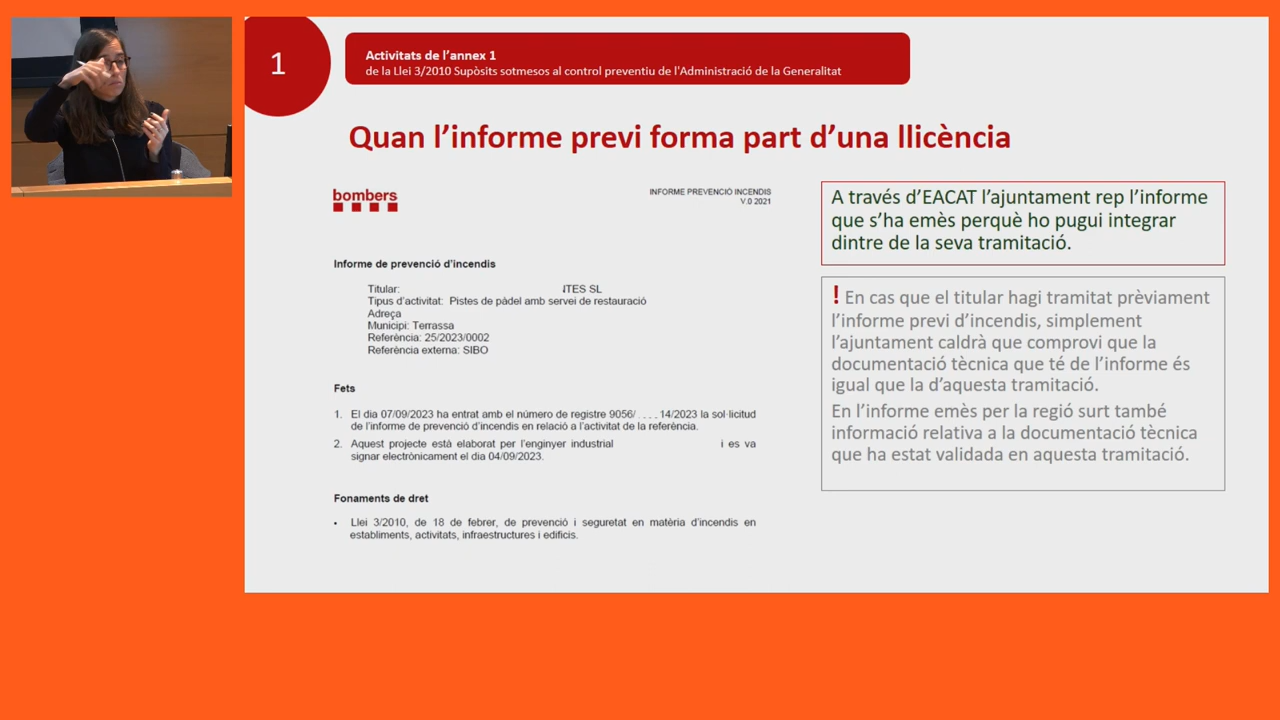 1
Activitats de l'annex 1
de la Llei 3/2010 Supòsits sotmesos al control preventiu de l'Administració de la Generalitat
Quan l'informe previ forma part d'una llicència
bombers
INFORME PREVENCIÓ INCENDIS
V.0 2021
Informe de prevenció d'incendis
Titular: ITES SL
Tipus d'activitat: Pistes de pàdel amb servei de restauració
Adreça
Municipi: Terrassa
Referència: 25/2023/0002
Referència externa: SIBO
Fets
1. El dia 07/09/2023 ha entrat amb el número de registre 9056/ . . . . 14/2023 la sol·licitud
de l'informe de prevenció d'incendis en relació a l'activitat de la referència.
2. Aquest projecte està elaborat per l'enginyer industrial i es va
signar electrònicament el dia 04/09/2023.
Fonaments de dret
• Llei 3/2010, de 18 de febrer, de prevenció i seguretat en matèria d'incendis en
establiments, activitats, infraestructures i edificis.
A través d'EACAT l'ajuntament rep l'informe
que s'ha emès perquè ho pugui integrar
dintre de la seva tramitació.
! En cas que el titular hagi tramitat prèviament
l'informe previ d'incendis, simplement
l'ajuntament caldrà que comprovi que la
documentació tècnica que té de l'informe és
igual que la d'aquesta tramitació.
En l'informe emès per la regió surt també
informació relativa a la documentació tècnica
que ha estat validada en aquesta tramitació.